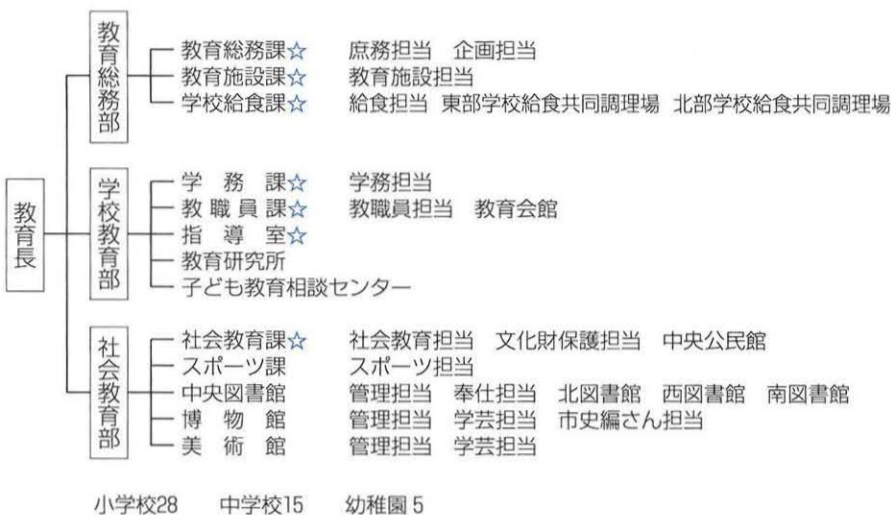 教育長
教育総務部
教育総務課☆ 庶務担当 企画担当
教育施設課☆ 教育施設担当
学校給食課☆ 給食担当 東部学校給食共同調理場 北部学校給食共同調理場
学校教育部
学務課☆ 学務担当
教職員課☆ 教職員担当 教育会館
指導室☆
教育研究所
子ども教育相談センター
社会教育部
社会教育課☆ 社会教育担当 文化財保護担当 中央公民館
スポーツ課 スポーツ担当
中央図書館 管理担当 奉仕担当 北図書館 西図書館 南図書館
博物館 管理担当 学芸担当 市史編さん担当
美術館 管理担当 学芸担当
小学校28 中学校15 幼稚園5